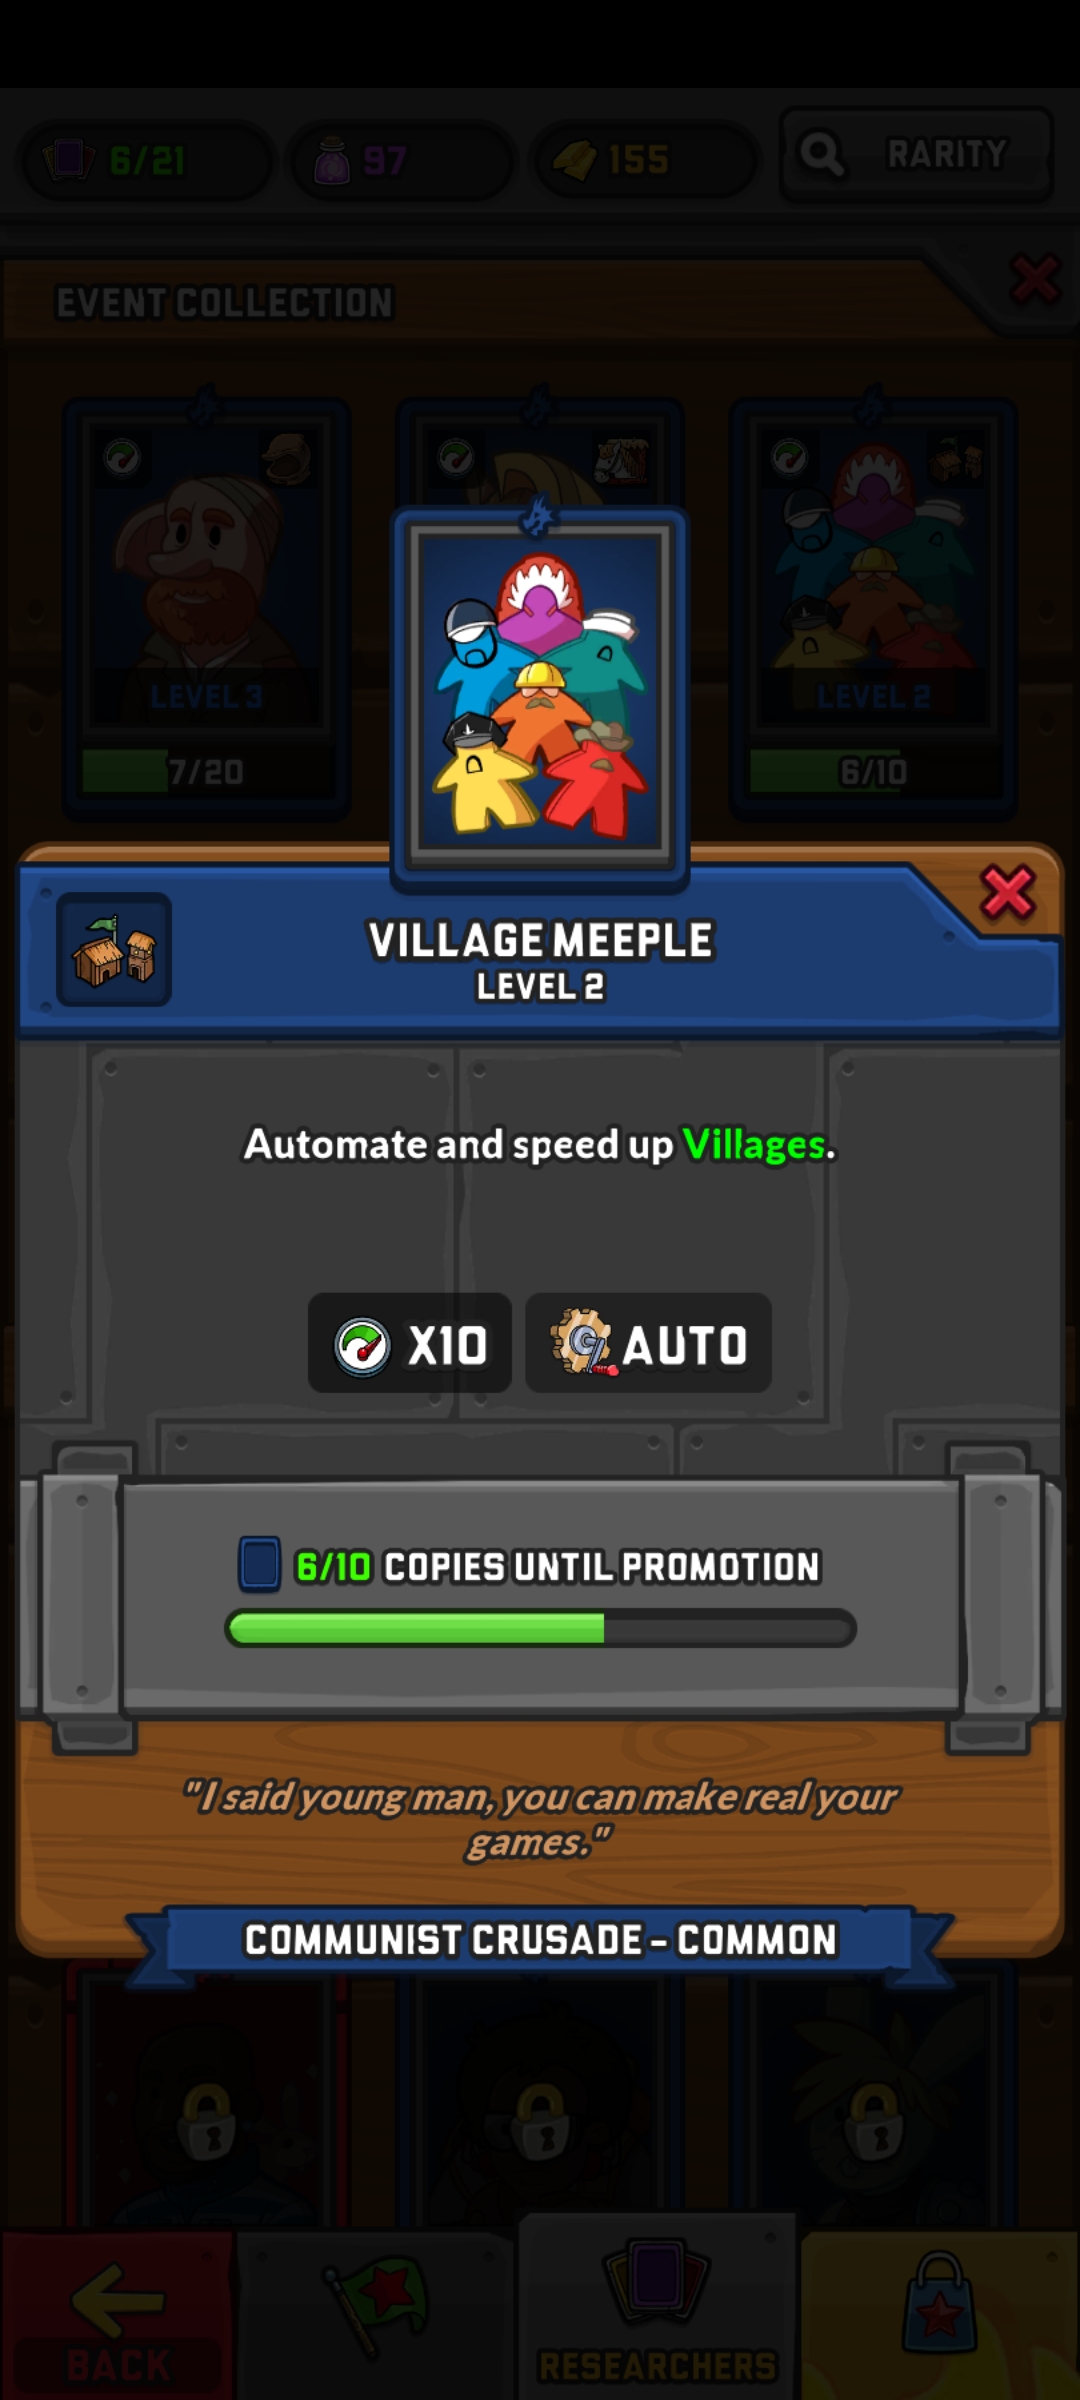 6/21
97
155
RARITY
EVENT COLLECTION
LEVEL 3
LEVEL 2
7/20
6/10
VILLAGE MEEPLE
LEVEL 2
Automate and speed up Villages.
X10
AUTO
6/10 COPIES UNTIL PROMOTION
"I said young man, you can make real your
games."
COMMUNIST CRUSADE - COMMON
BACK
RESEARCHERS